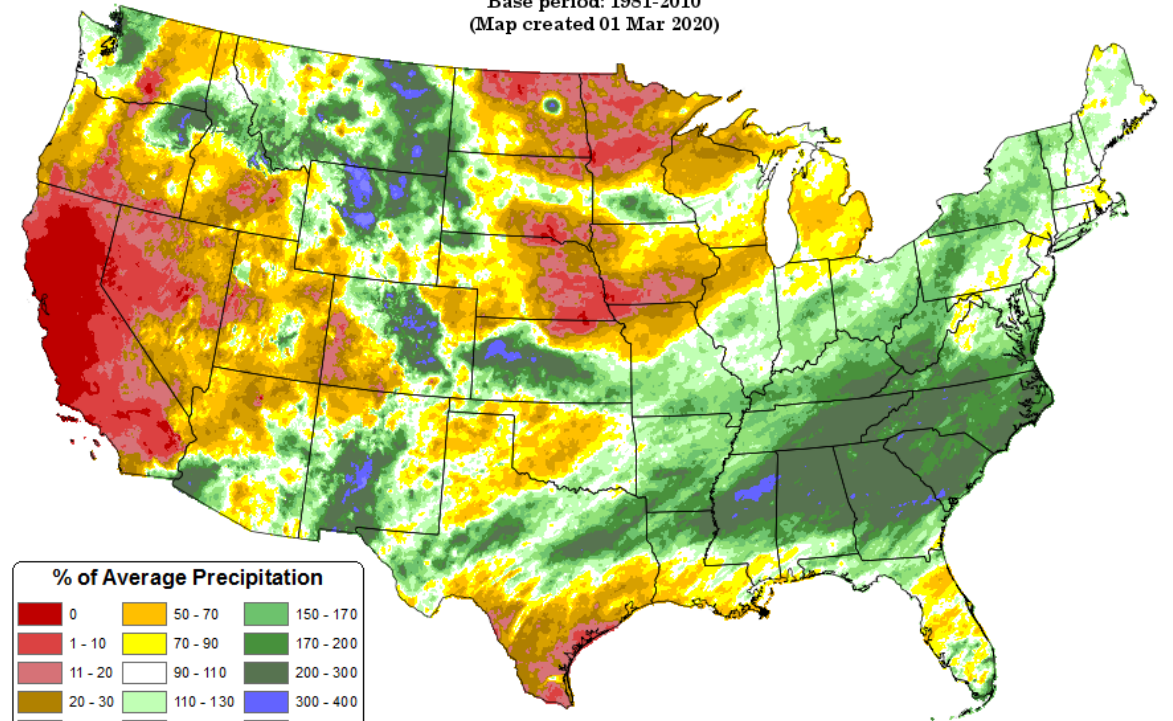 Base period: 1981-2010
(Map created 01 Mar 2020)
% of Average Precipitation
0 50 - 70 150 - 170
1 - 10 70 - 90 170 - 200
11 - 20 90 - 110 200 - 300
20 - 30 110 - 130 300 - 400